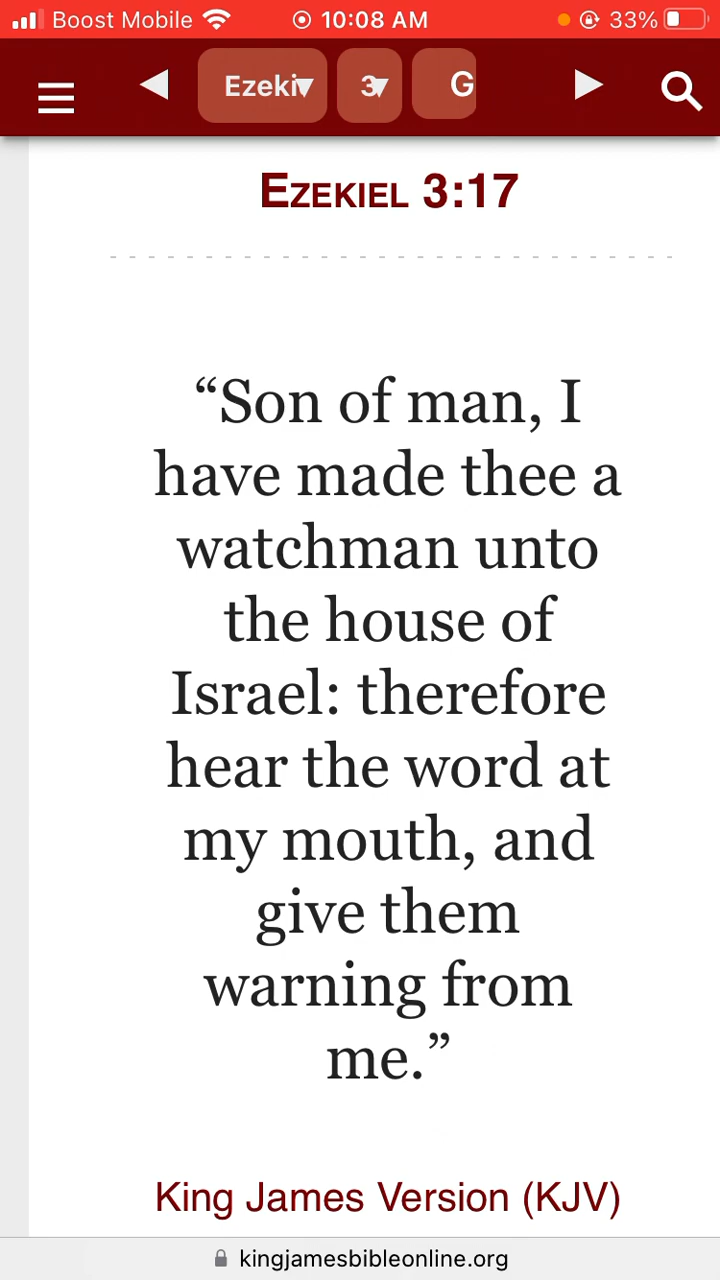 Boost Mobile 10:08 AM 33%
Ezeki 3 G
EZEKIEL 3:17
“Son of man, I
have made thee a
watchman unto
the house of
Israel: therefore
hear the word at
my mouth, and
give them
warning from
me.”
King James Version (KJV)
kingjamesbibleonline.org